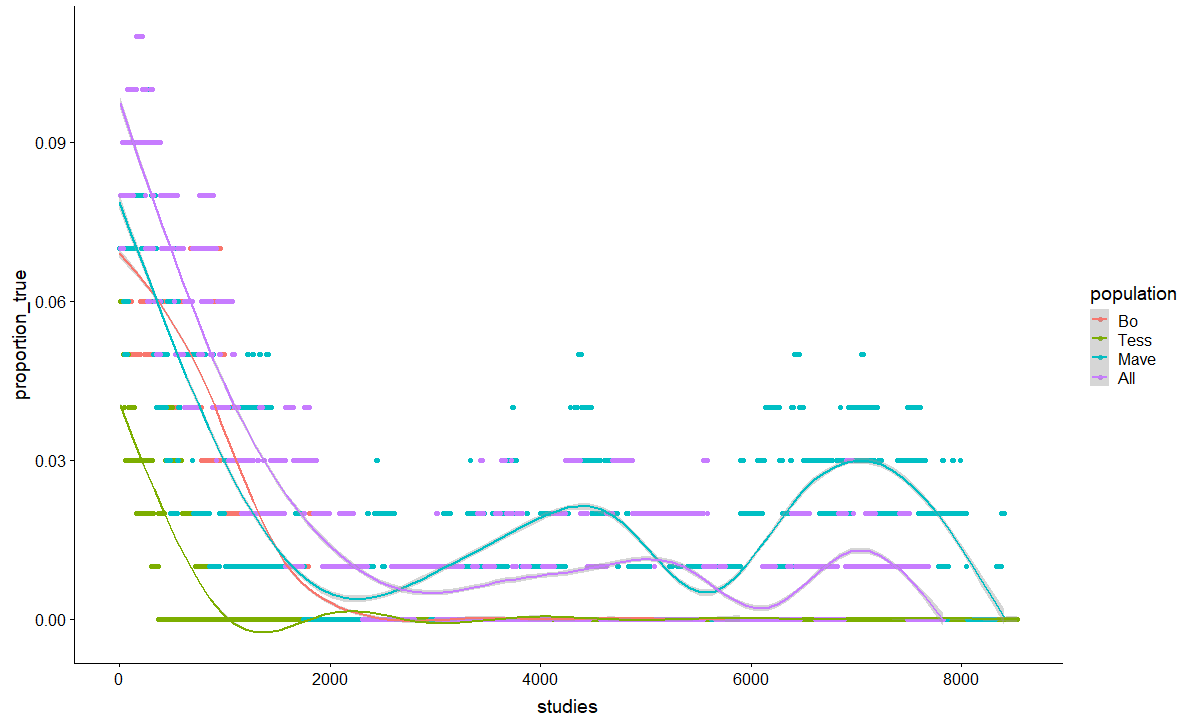 0.09
0.06
0.03
0.00
proportion_true
0
2000
4000
6000
8000
studies
population
Bo
Tess
Mave
All